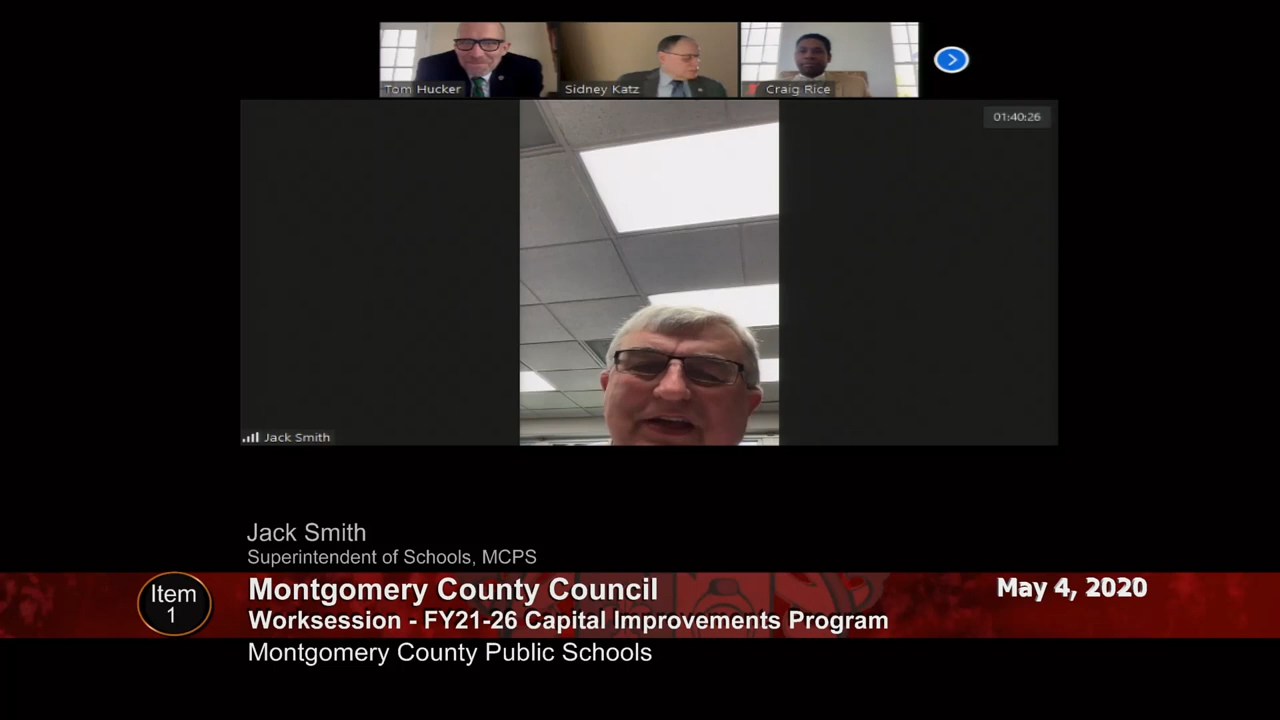 Tom Hucker
Sidney Katz
Craig Rice
01:40:26
Jack Smith
Jack Smith
Superintendent of Schools, MCPS
Item
1
Montgomery County Council
May 4, 2020
Worksession - FY21-26 Capital Improvements Program
Montgomery County Public Schools